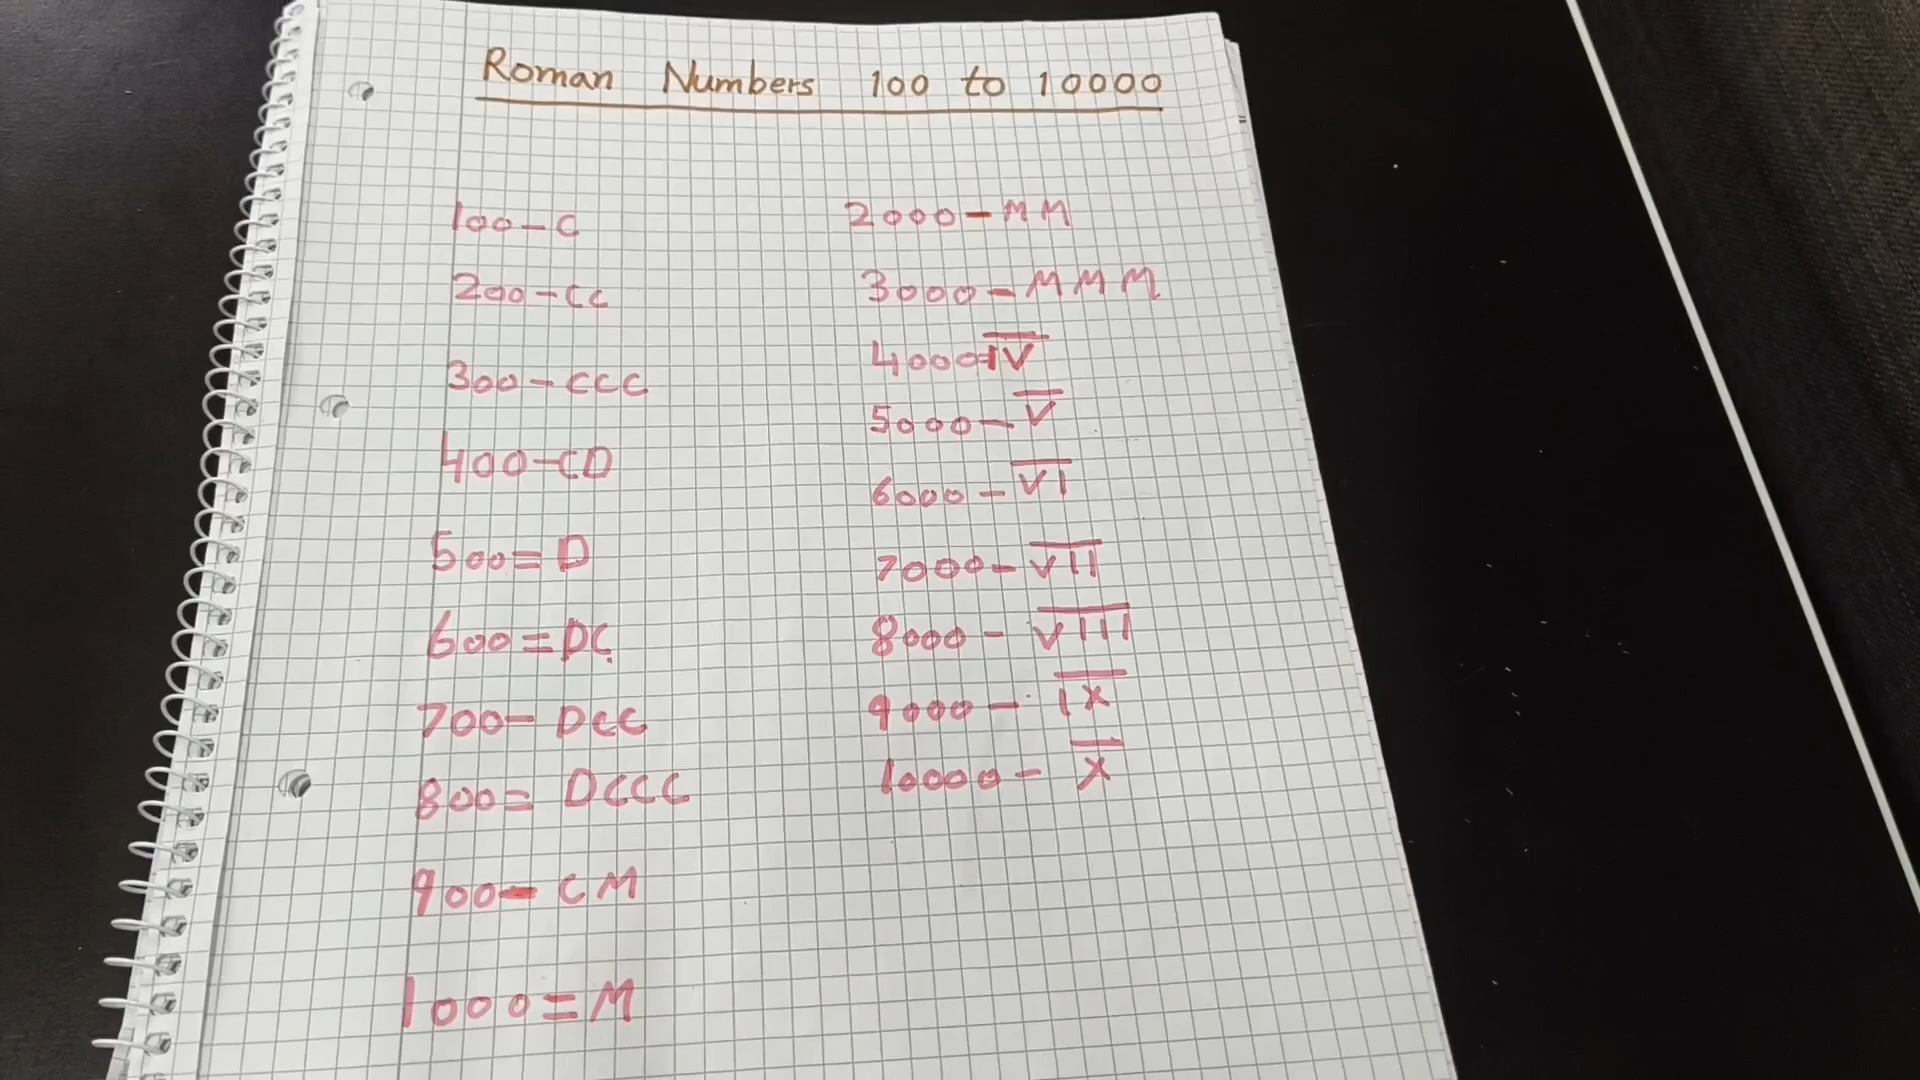 Roman Numbers 100 to 10000
100-C
200-CC
300-CCC
400-CD
500=D
600=DC
700-DCC
800=DCCC
900-CM
1000=M
2000-MM
3000-MMM
4000=I̅V̅
5000-V̅
6000-V̅I̅
7000-V̅I̅I̅
8000-V̅I̅I̅I̅
9000-I̅X̅
10000-X̅